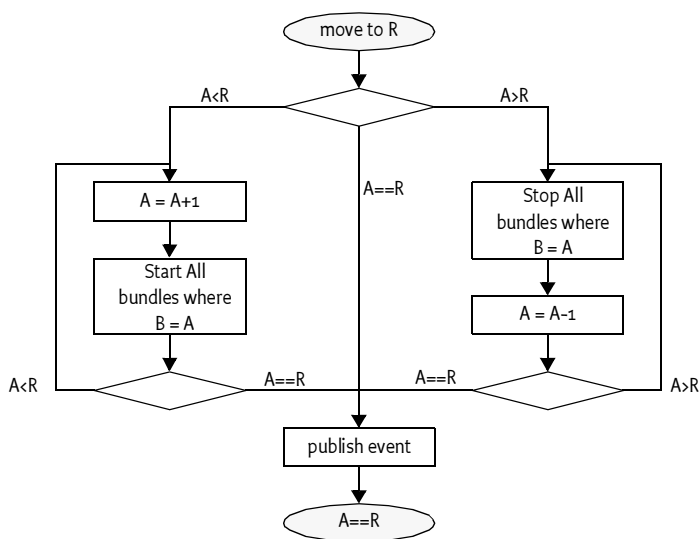 move to R
A<R
A>R
A==R
A = A+1
Stop All
bundles where
B = A
Start All
bundles where
B = A
A = A-1
A<R
A==R
A==R
A>R
publish event
A==R